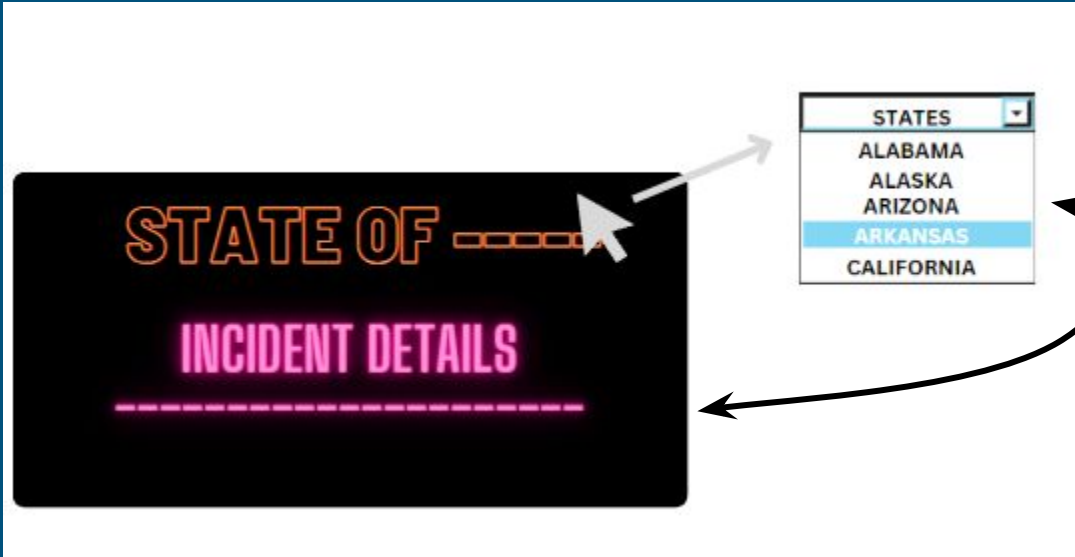 STATE OF -----
INCIDENT DETAILS
---------------------
STATES
ALABAMA
ALASKA
ARIZONA
ARKANSAS
CALIFORNIA